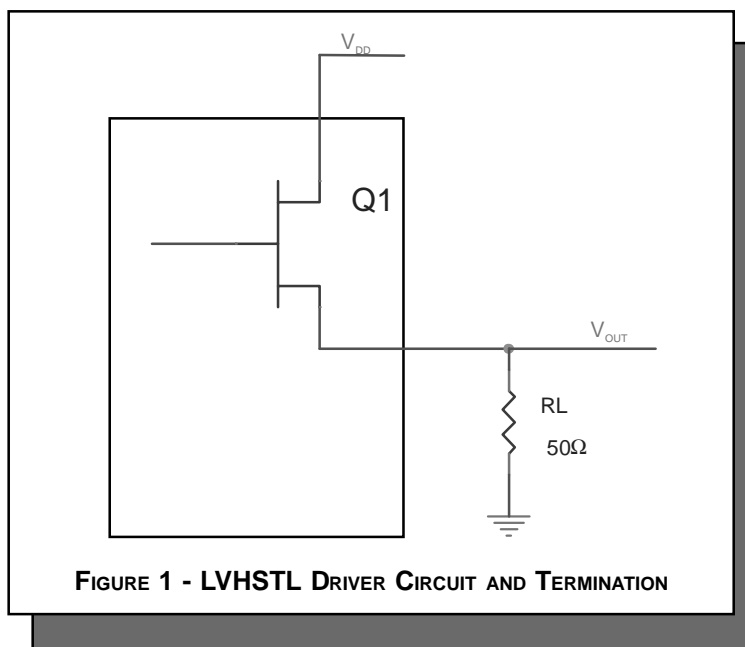 VDD
Q1
VOUT
RL
50Ω
FIGURE 1 - LVHSTL DRIVER CIRCUIT AND TERMINATION